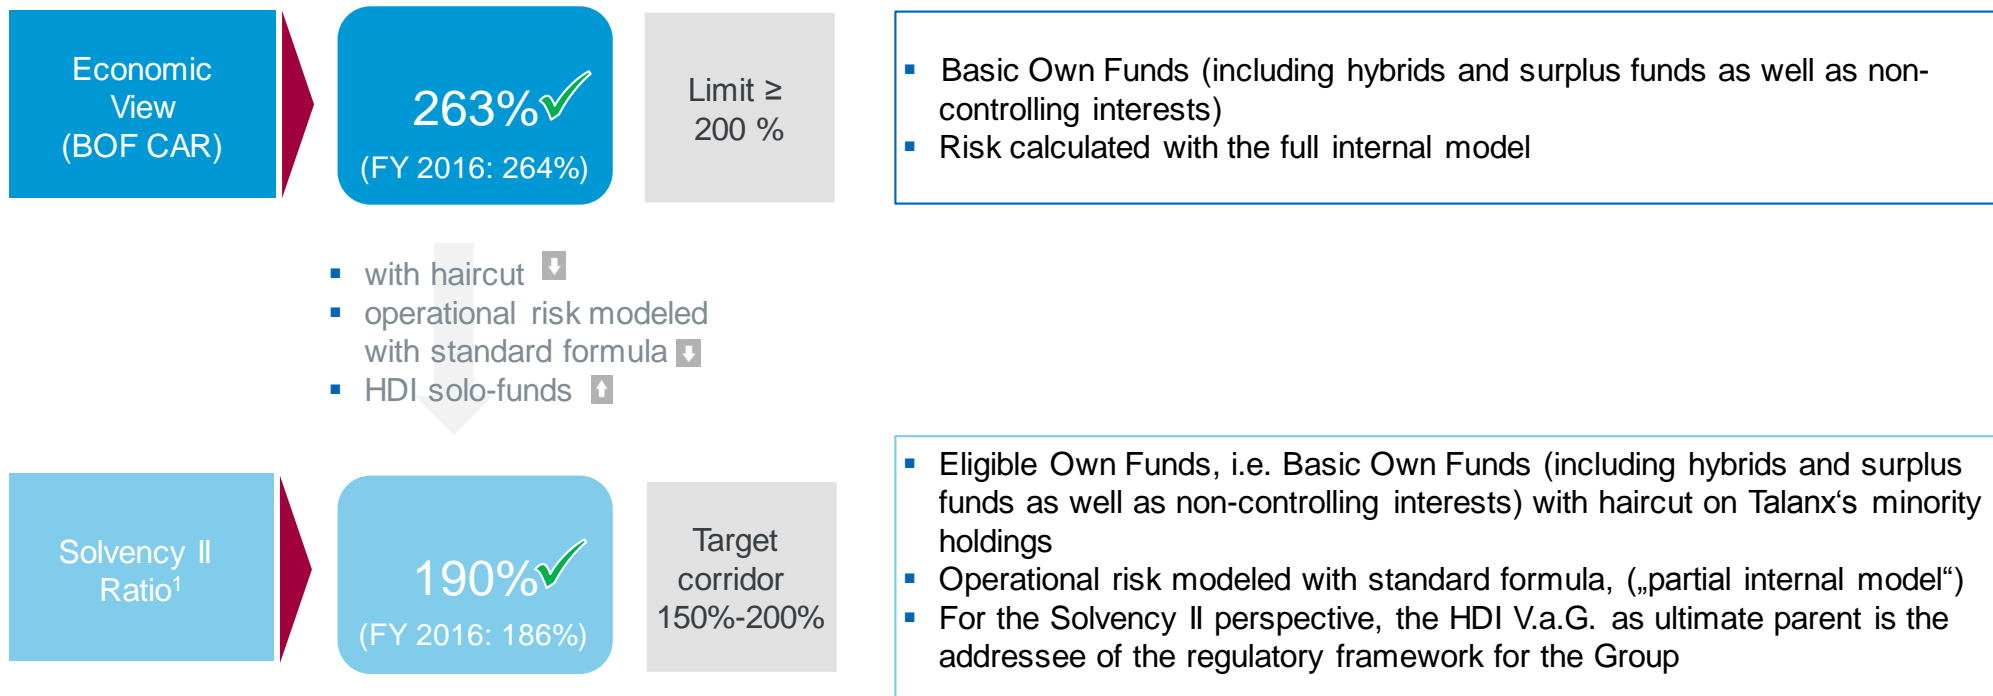 Economic
View
(BOF CAR)
263%
(FY 2016: 264%)
Limit ≥
200 %
▪ Basic Own Funds (including hybrids and surplus funds as well as non-
controlling interests)
▪ Risk calculated with the full internal model
▪ with haircut
▪ operational risk modeled
with standard formula
▪ HDI solo-funds
Solvency II
Ratio¹
190%
(FY 2016: 186%)
Target
corridor
150%-200%
▪ Eligible Own Funds, i.e. Basic Own Funds (including hybrids and surplus
funds as well as non-controlling interests) with haircut on Talanx‘s minority
holdings
▪ Operational risk modeled with standard formula, („partial internal model“)
▪ For the Solvency II perspective, the HDI V.a.G. as ultimate parent is the
addressee of the regulatory framework for the Group